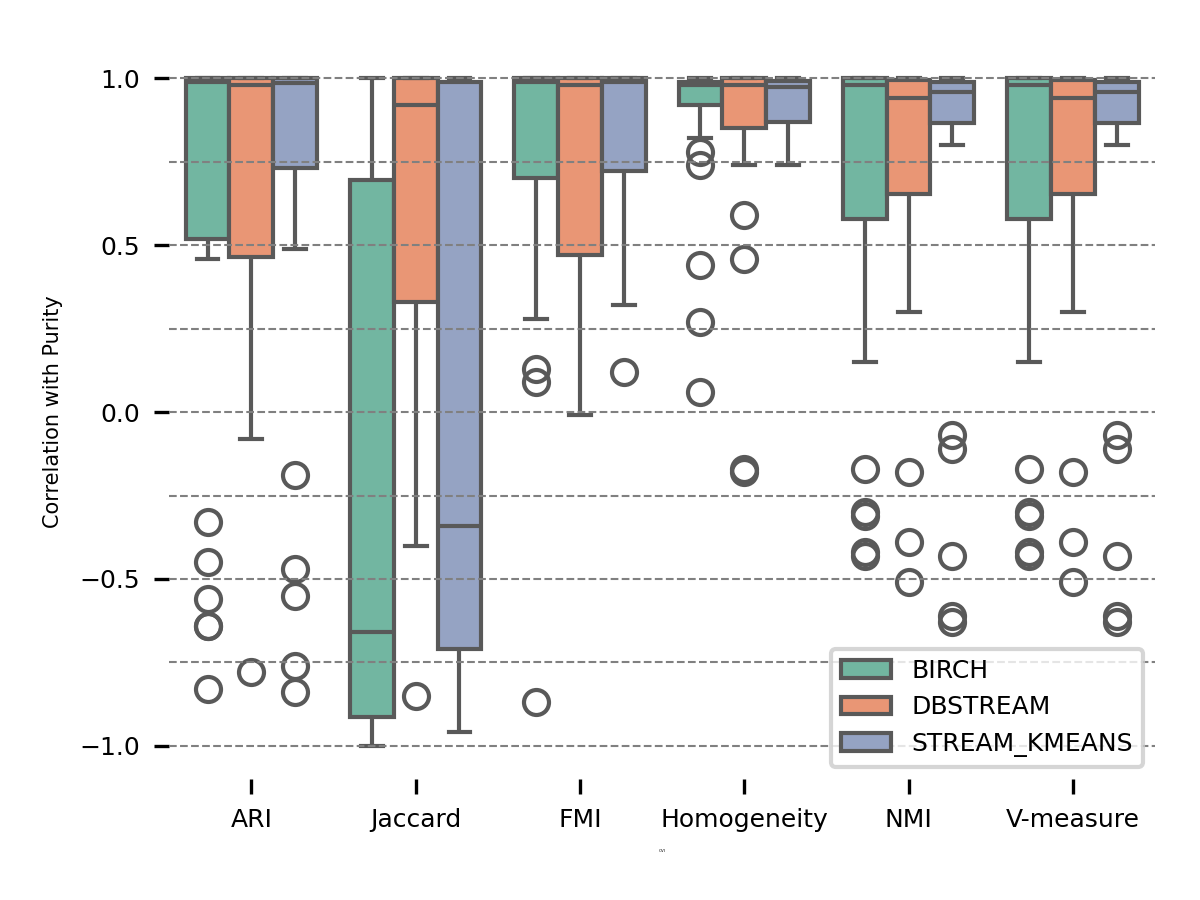 Correlation with Purity
1.0
0.5
0.0
−0.5
−1.0
BIRCH
DBSTREAM
STREAM_KMEANS
ARI
Jaccard
FMI
Homogeneity
NMI
V-measure